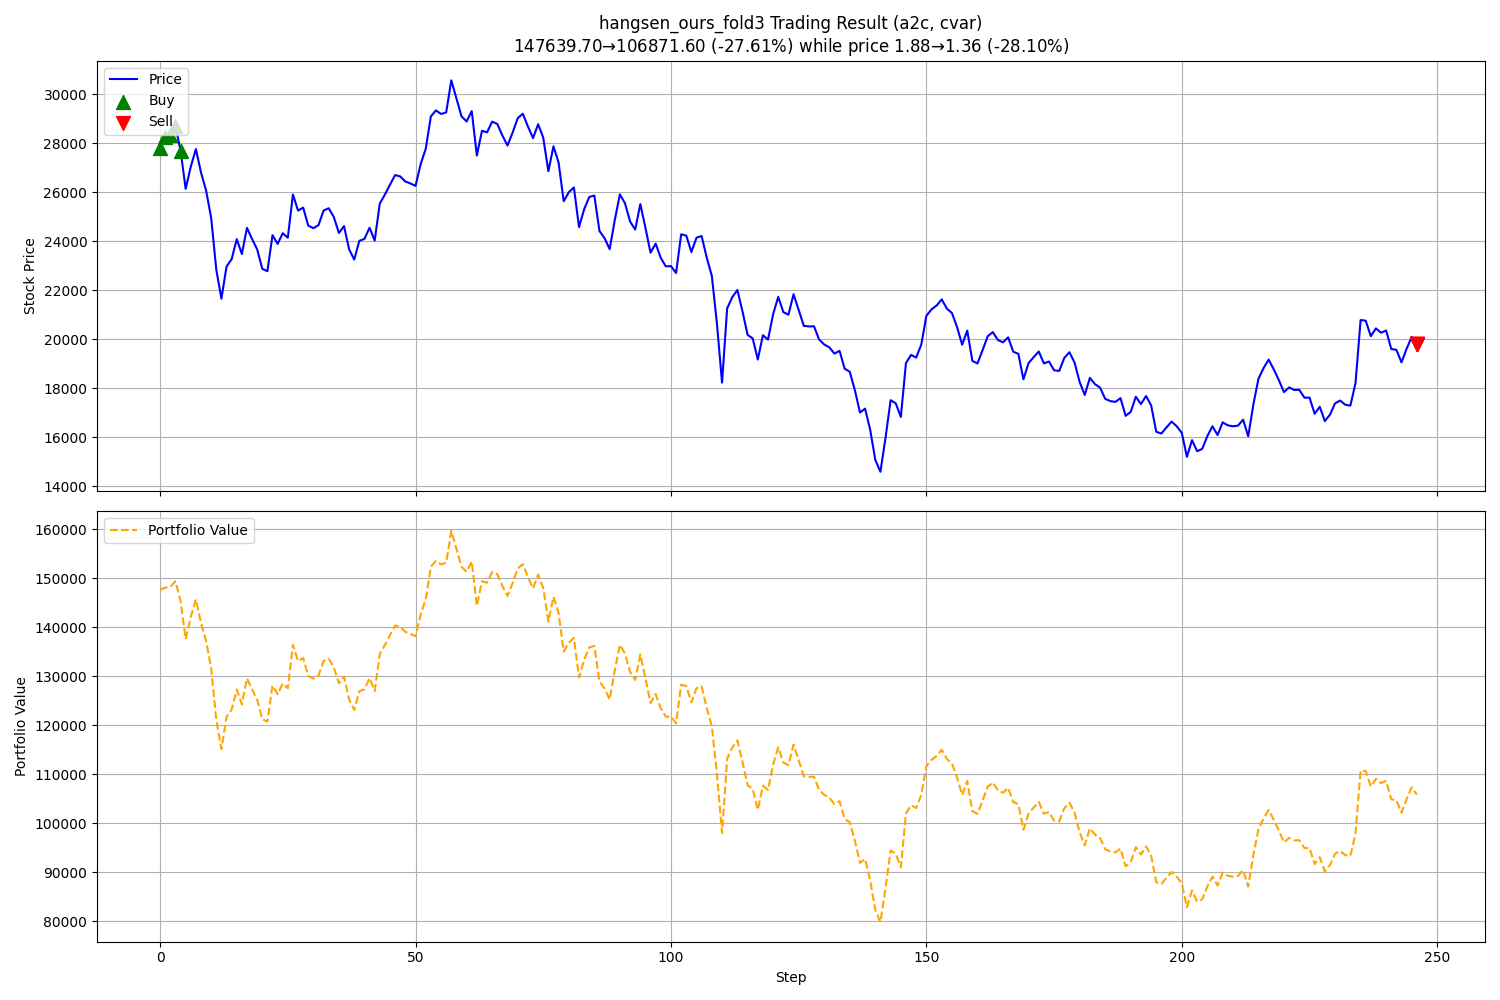 hangsen_ours_fold3 Trading Result (a2c, cvar)
147639.70→106871.60 (-27.61%) while price 1.88→1.36 (-28.10%)
Price
Buy
Sell
Stock Price
30000
28000
26000
24000
22000
20000
18000
16000
14000
Portfolio Value
Portfolio Value
160000
150000
140000
130000
120000
110000
100000
90000
80000
0
50
100
150
200
250
Step